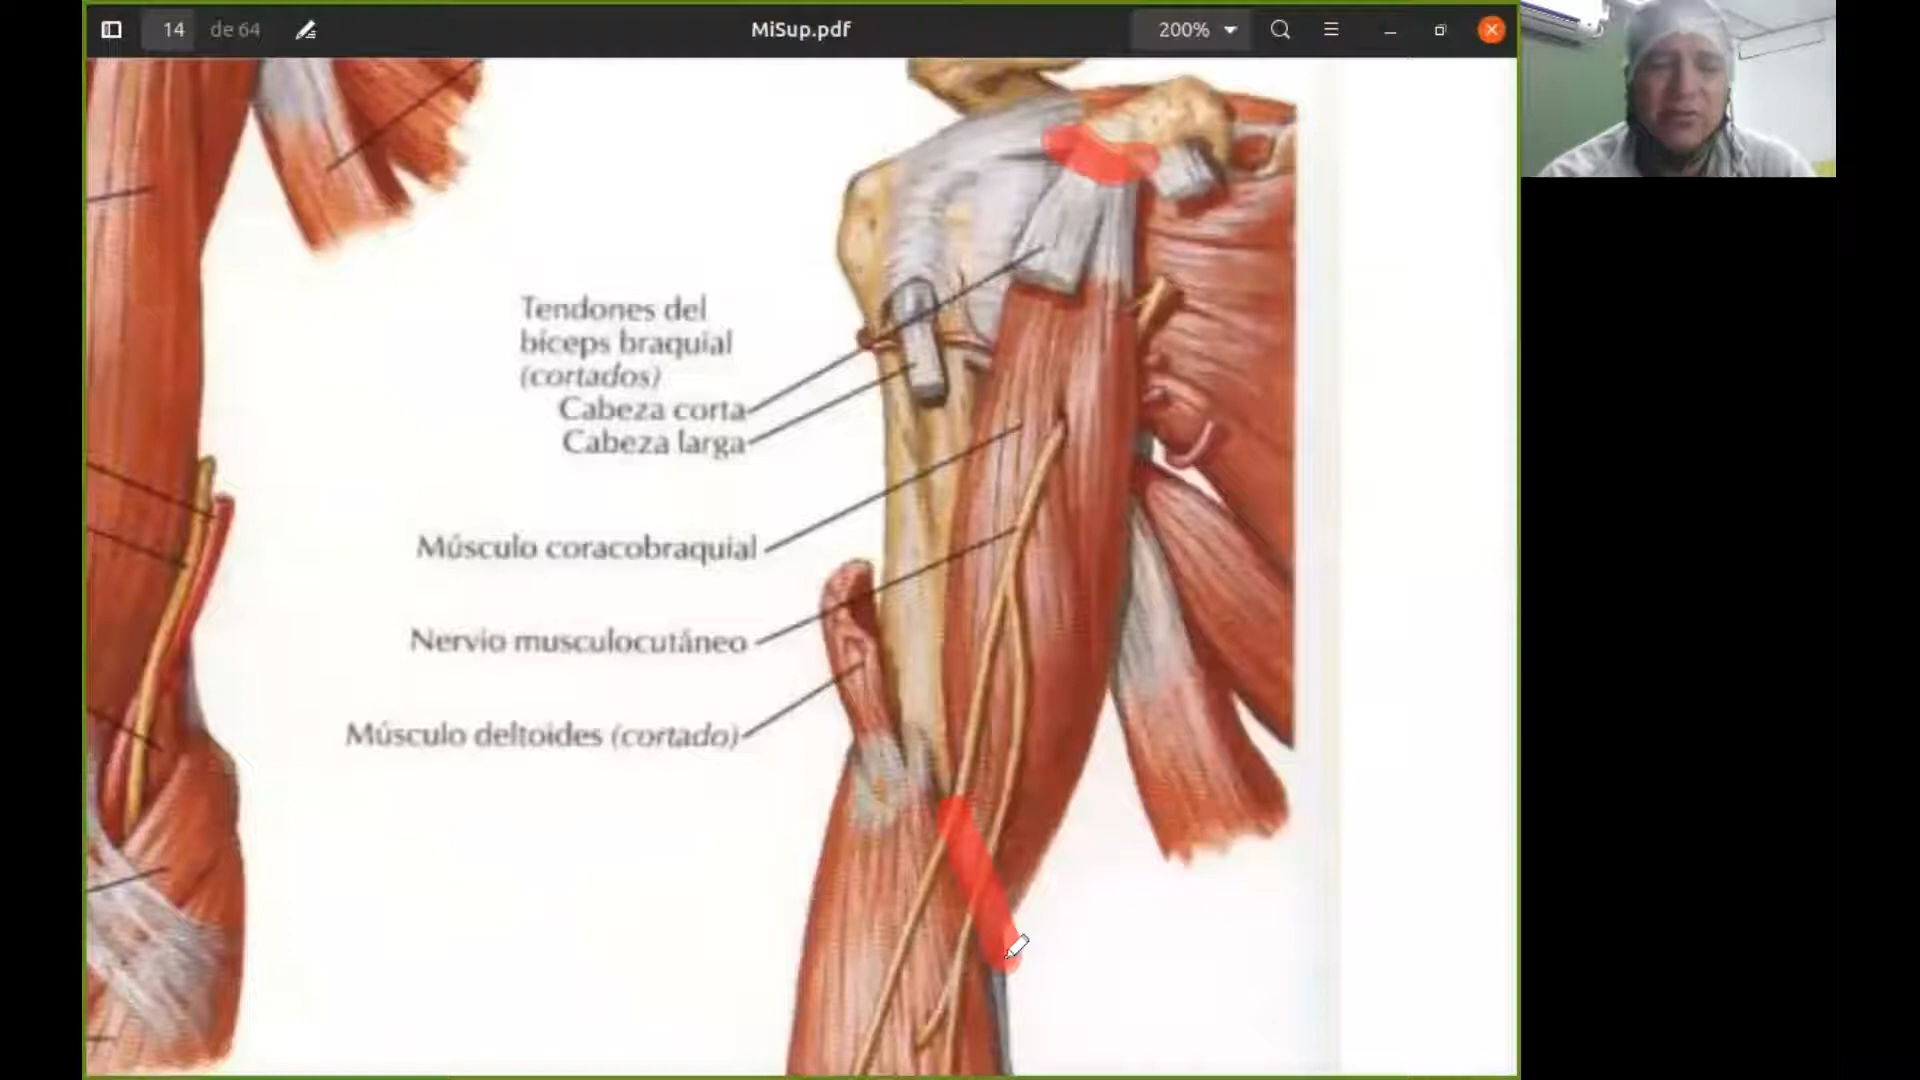 14 de 64
MiSup.pdf
200%
Tendones del
bíceps braquial
(cortados)
Cabeza corta
Cabeza larga
Músculo coracobraquial
Nervio musculocutáneo
Músculo deltoides (cortado)